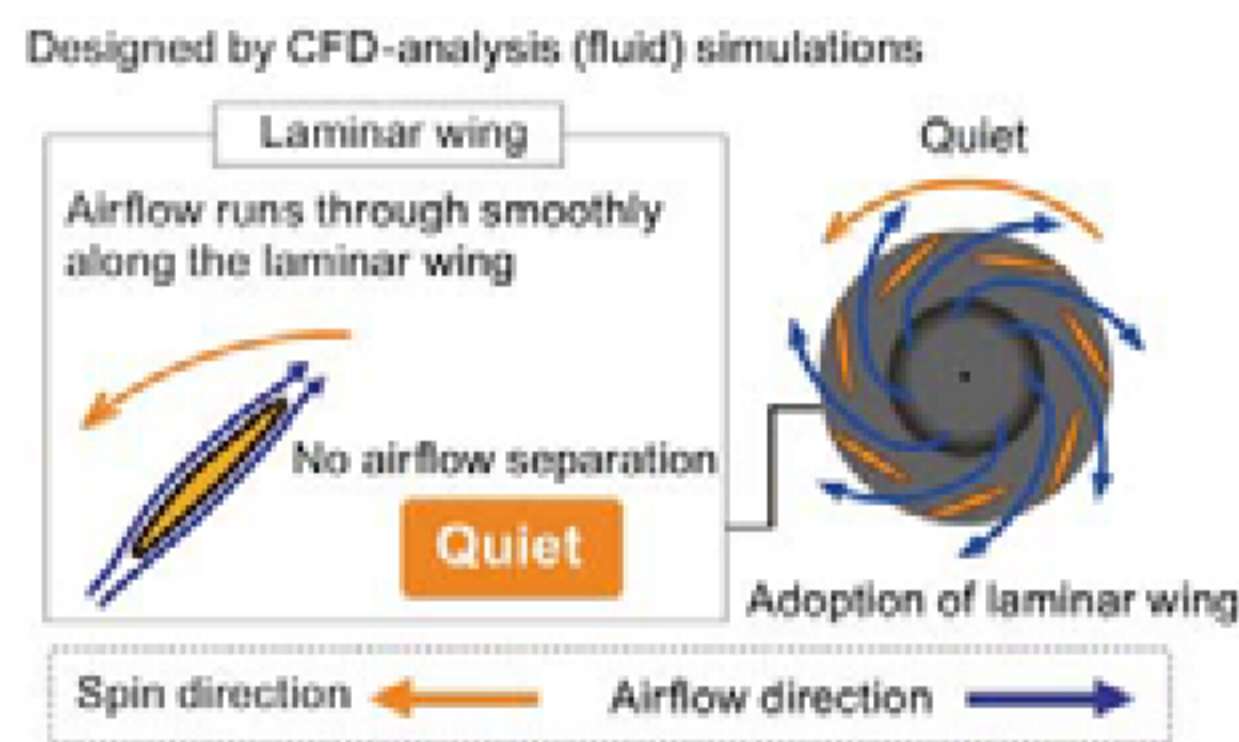 Designed by CFD-analysis (fluid) simulations
Laminar wing
Airflow runs through smoothly
along the laminar wing
No airflow separation
Quiet
Quiet
Adoption of laminar wing
Spin direction
Airflow direction